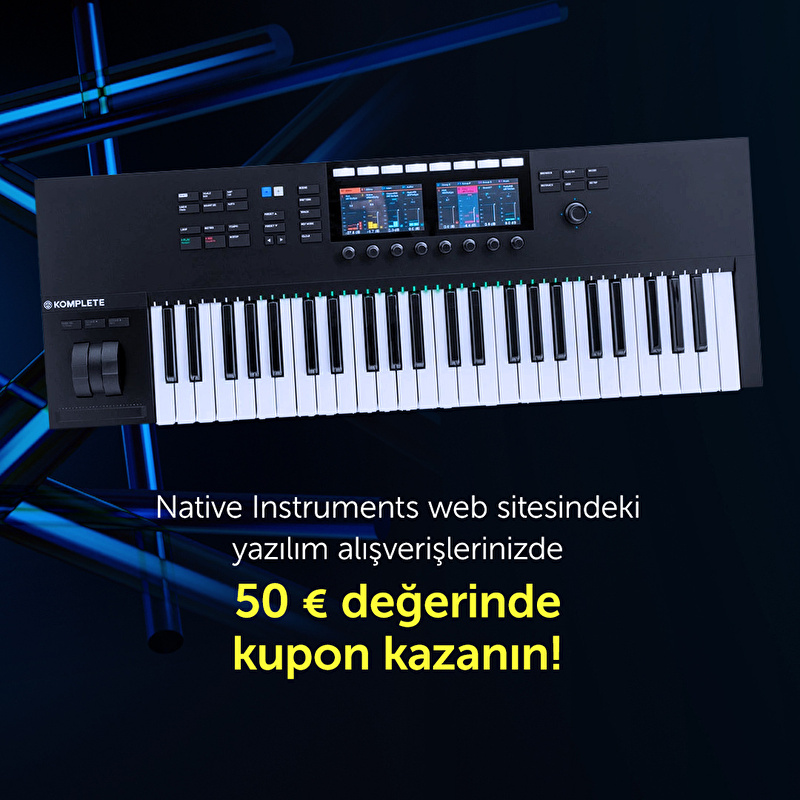 KOMPLETE
Native Instruments web sitesindeki
yazılım alışverişlerinizde
50 € değerinde
kupon kazanın!